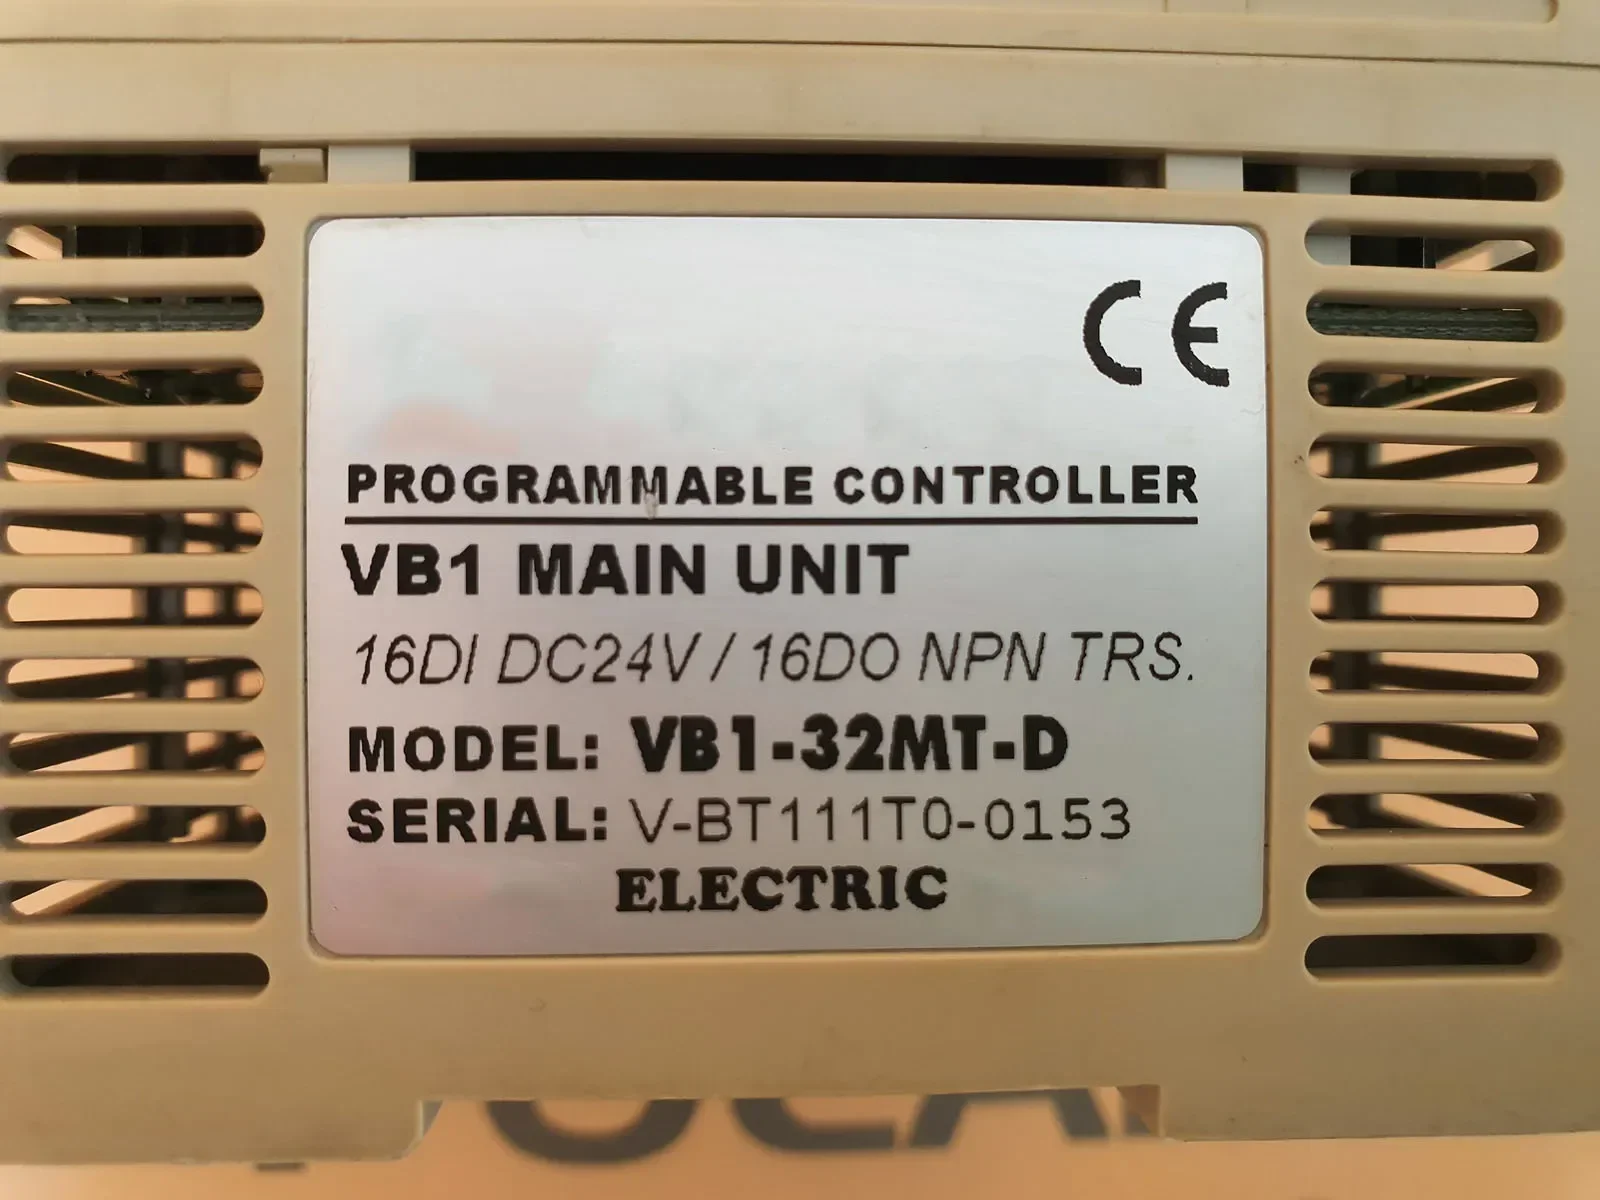 CE
PROGRAMMABLE CONTROLLER
VB1 MAIN UNIT
16DI DC24V / 16DO NPN TRS.
MODEL: VB1-32MT-D
SERIAL: V-BT111T0-0153
ELECTRIC